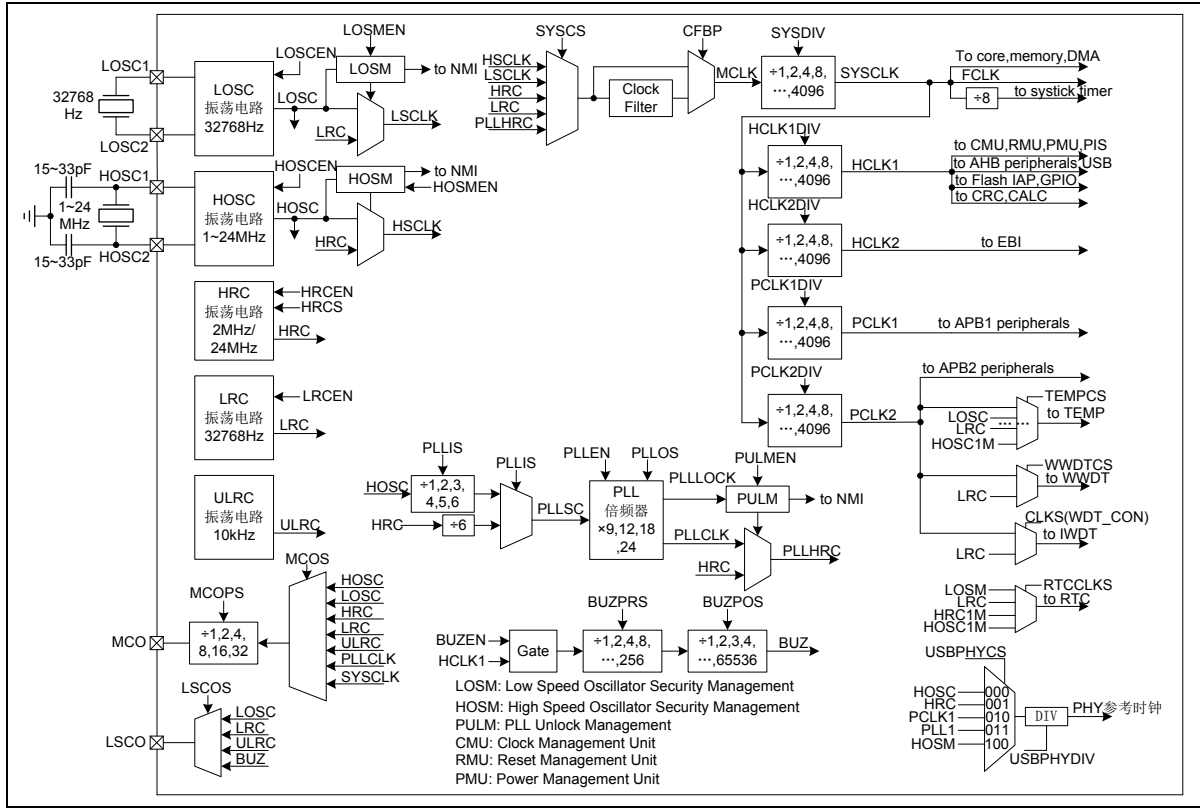 LOSMEN
LOSC1
LOSCEN
LOSC
振荡电路
32768Hz
32768
Hz
LOSC2
LOSC
LOSM
to NMI
LRC
LSCLK
15~33pF
HOSC1
1~24
MHz
HOSC2
15~33pF
HOSCEN
HOSC
振荡电路
1~24MHz
HOSC
HOSM
to NMI
HOSMEN
HRC
HSCLK
HRC
振荡电路
2MHz/
24MHz
HRCEN
HRCS
HRC
LRC
振荡电路
32768Hz
LRCEN
LRC
ULRC
振荡电路
10kHz
ULRC
SYSCS
HSCLK
LSCLK
HRC
LRC
PLLHRC
Clock
Filter
CFBP
MCLK
SYSDIV
÷1,2,4,8,
…,4096
SYSCLK
To core,memory,DMA
FCLK
÷8
to systick timer
HCLK1DIV
÷1,2,4,8,
…,4096
HCLK1
to CMU,RMU,PMU,PIS
to AHB peripherals,USB
to Flash IAP,GPIO
to CRC,CALC
HCLK2DIV
÷1,2,4,8,
…,4096
HCLK2
to EBI
PCLK1DIV
÷1,2,4,8,
…,4096
PCLK1
to APB1 peripherals
PCLK2DIV
÷1,2,4,8,
…,4096
PCLK2
to APB2 peripherals
TEMPCS
LOSC
……
LRC
HOSC1M
to TEMP
WWDTCS
to WWDT
LRC
CLKS(WDT_CON)
to IWDT
LRC
RTCCLKS
LOSM
LRC
HRC1M
HOSC1M
to RTC
PLLIS
HOSC
÷1,2,3,
4,5,6
HRC
÷6
PLLIS
PLLSC
PLLEN
PLLOS
PLL
倍频器
×9,12,18
,24
PLLLOCK
PLLCLK
PULMEN
PULM
to NMI
HRC
PLLHRC
MCOS
HOSC
LOSC
HRC
LRC
ULRC
PLLCLK
SYSCLK
MCOPS
÷1,2,4,
8,16,32
MCO
LSCOS
LOSC
LRC
ULRC
BUZ
LSCO
BUZEN
HCLK1
Gate
BUZPRS
÷1,2,4,8,
…,256
BUZPOS
÷1,2,3,4,
…,65536
BUZ
LOSM: Low Speed Oscillator Security Management
HOSM: High Speed Oscillator Security Management
PULM: PLL Unlock Management
CMU: Clock Management Unit
RMU: Reset Management Unit
PMU: Power Management Unit
USBPHYCS
HOSC 000
HRC 001
PCLK1 010
PLL1 011
HOSM 100
DIV
PHY参考时钟
USBPHYDIV